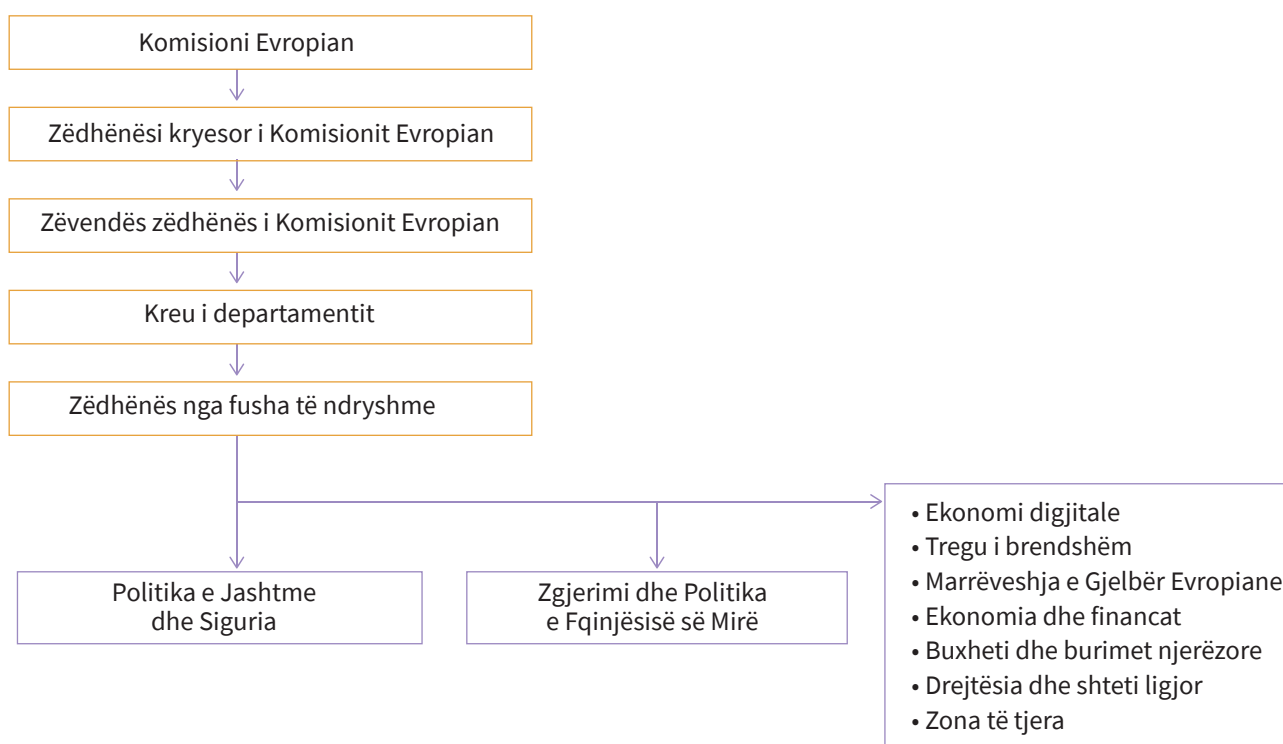 Komisioni Evropian
Zëdhënësi kryesor i Komisionit Evropian
Zëvendës zëdhënës i Komisionit Evropian
Kreu i departamentit
Zëdhënës nga fusha të ndryshme
Politika e Jashtme
dhe Siguria
Zgjerimi dhe Politika
e Fqinjësisë së Mirë
• Ekonomi digjitale
• Tregu i brendshëm
• Marrëveshja e Gjelbër Evropiane
• Ekonomia dhe financat
• Buxheti dhe burimet njerëzore
• Drejtësia dhe shteti ligjor
• Zona të tjera